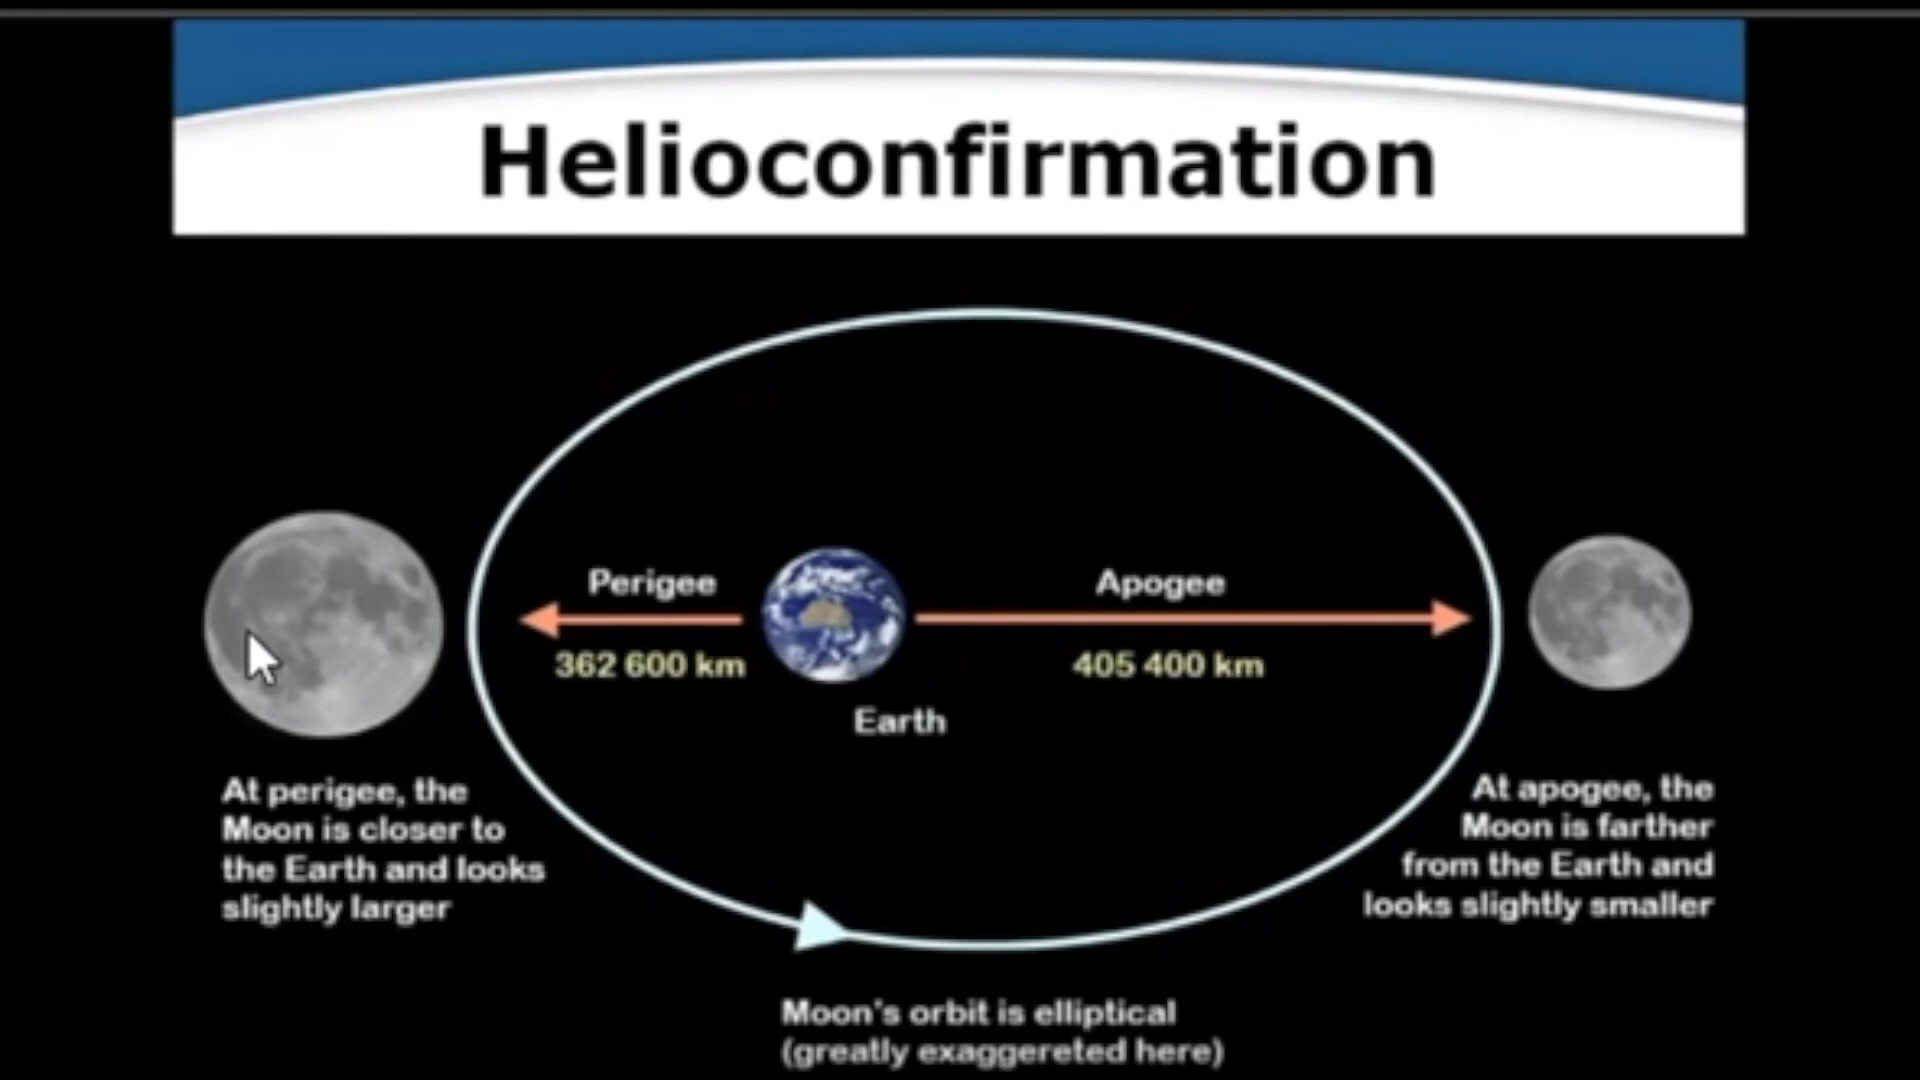 Helioconfirmation
Perigee
Apogee
362 600 km
405 400 km
Earth
At perigee, the
Moon is closer to
the Earth and looks
slightly larger
At apogee, the
Moon is farther
from the Earth and
looks slightly smaller
Moon's orbit is elliptical
(greatly exaggereted here)